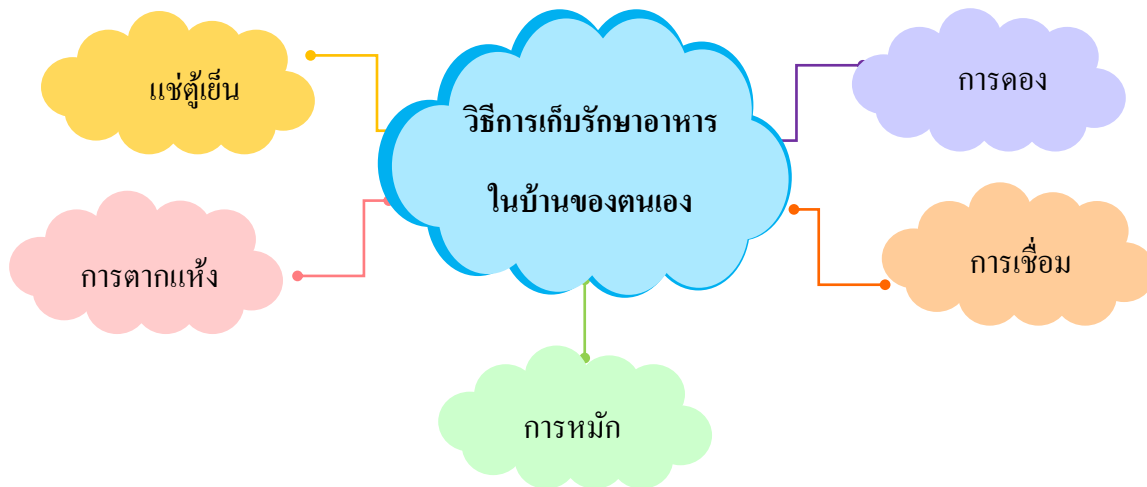 แช่ตู้เย็น
วิธีการเก็บรักษาอาหาร
ในบ้านของตนเอง
การดอง
การตากแห้ง
การเชื่อม
การหมัก